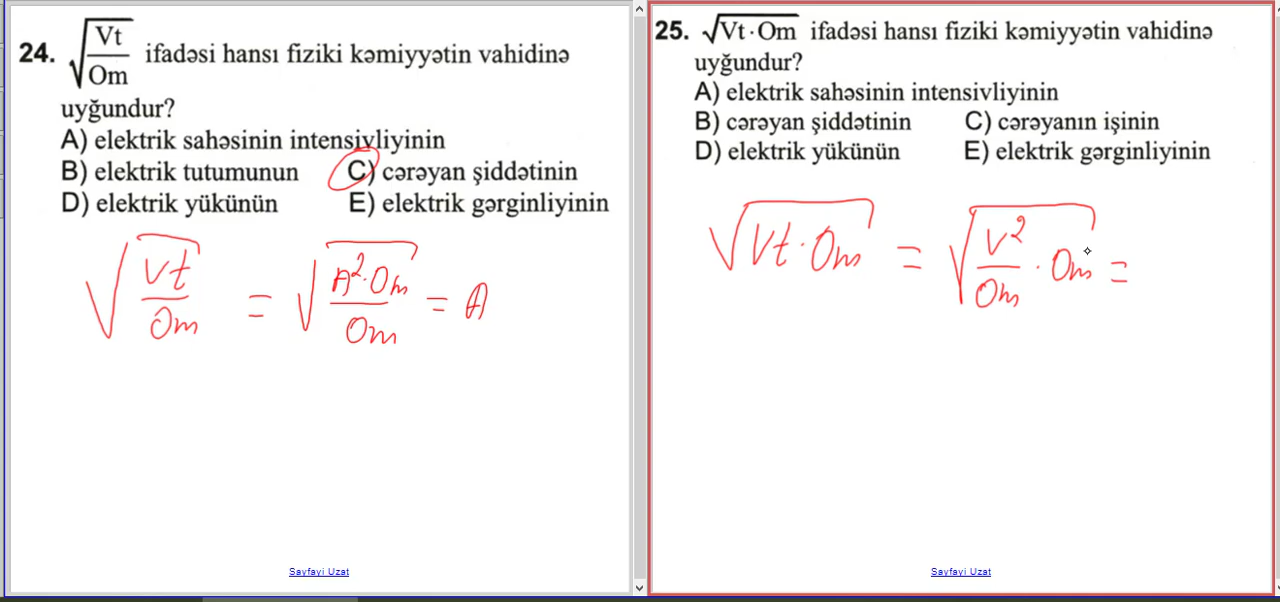 24. √(Vt/Om) ifadəsi hansı fiziki kəmiyyətin vahidinə
uyğundur?
A) elektrik sahəsinin intensivliyinin
B) elektrik tutumunun C) cərəyan şiddətinin
D) elektrik yükünün E) elektrik gərginliyinin
√(Vt/Om) = √(A²·Om/Om) = A
Sayfayi Uzat
25. √(Vt·Om) ifadəsi hansı fiziki kəmiyyətin vahidinə
uyğundur?
A) elektrik sahəsinin intensivliyinin
B) cərəyan şiddətinin C) cərəyanın işinin
D) elektrik yükünün E) elektrik gərginliyinin
√(Vt·Om) = √(V²/Om · Om) =
Sayfayi Uzat